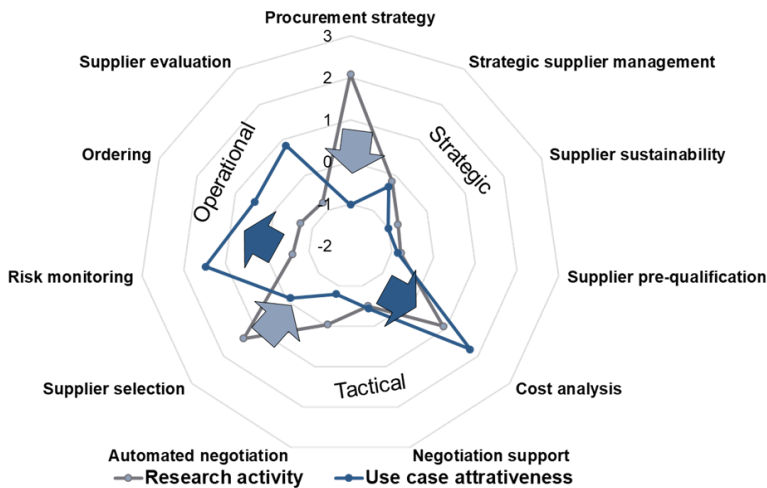 Procurement strategy
3
Supplier evaluation
Strategic supplier management
2
1
Operational
Strategic
Ordering
0
Supplier sustainability
-1
-2
Risk monitoring
Supplier pre-qualification
Tactical
Supplier selection
Cost analysis
Automated negotiation
Negotiation support
Research activity
Use case attrativeness